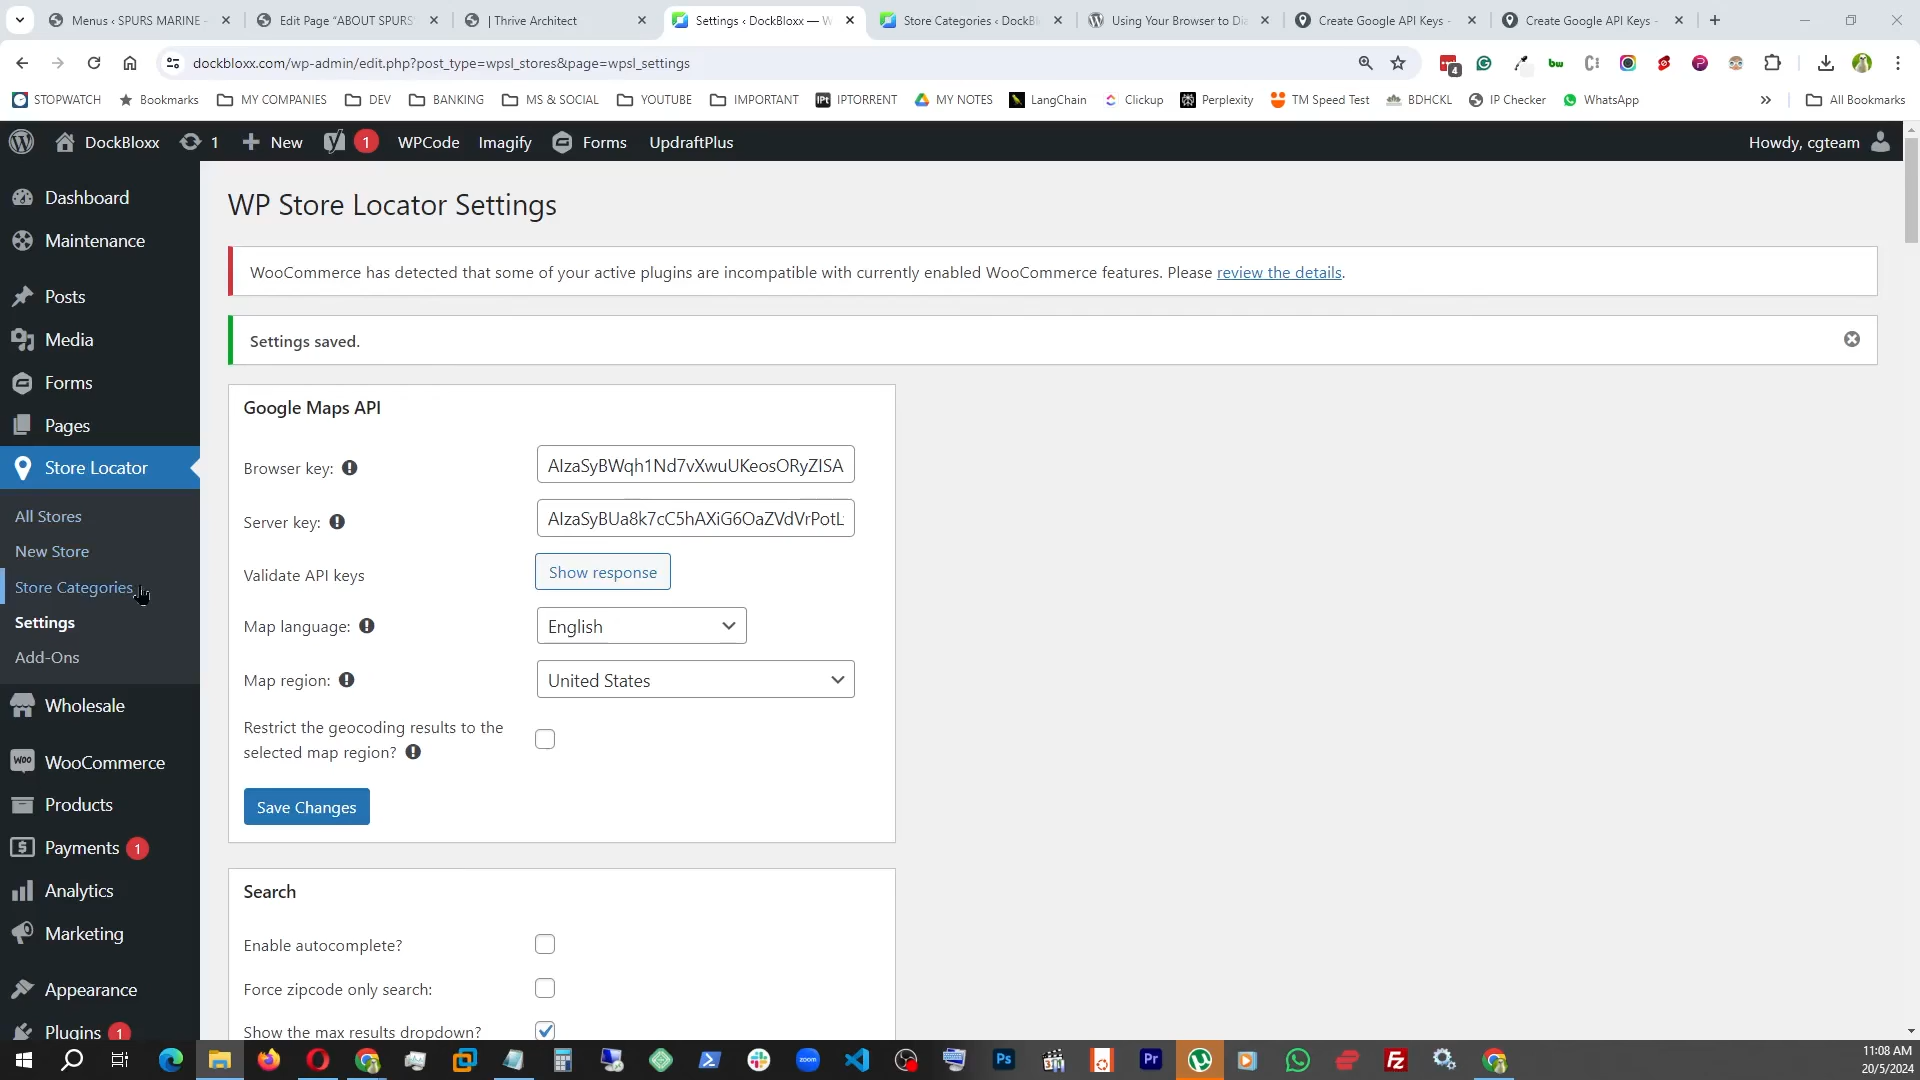 Menus ‹ SPURS MARINE -
Edit Page "ABOUT SPURS
| Thrive Architect
Settings ‹ DockBloxx — W
Store Categories ‹ DockBl
Using Your Browser to Dia
Create Google API Keys -
Create Google API Keys -
dockbloxx.com/wp-admin/edit.php?post_type=wpsl_stores&page=wpsl_settings
4
bw
STOPWATCH
Bookmarks
MY COMPANIES
DEV
BANKING
MS & SOCIAL
YOUTUBE
IMPORTANT
IPt
IPTORRENT
MY NOTES
LangChain
Clickup
Perplexity
TM Speed Test
BDHCKL
IP Checker
WhatsApp
»
All Bookmarks
DockBloxx
1
New
1
WPCode
Imagify
Forms
UpdraftPlus
Howdy, cgteam
Dashboard
Maintenance
Posts
Media
Forms
Pages
Store Locator
All Stores
New Store
Store Categories
Settings
Add-Ons
Wholesale
WooCommerce
Products
Payments 1
Analytics
Marketing
Appearance
Plugins 1
WP Store Locator Settings
WooCommerce has detected that some of your active plugins are incompatible with currently enabled WooCommerce features. Please review the details.
Settings saved.
Google Maps API
Browser key:
AIzaSyBWqh1Nd7vXwuUKeosORyZISA
Server key:
AIzaSyBUa8k7cC5hAXiG6OaZVdVrPotL
Validate API keys
Show response
Map language:
English
Map region:
United States
Restrict the geocoding results to the
selected map region?
Save Changes
Search
Enable autocomplete?
Force zipcode only search:
Show the max results dropdown?
zoom
Ps
Pr
Fz
11:08 AM
20/5/2024